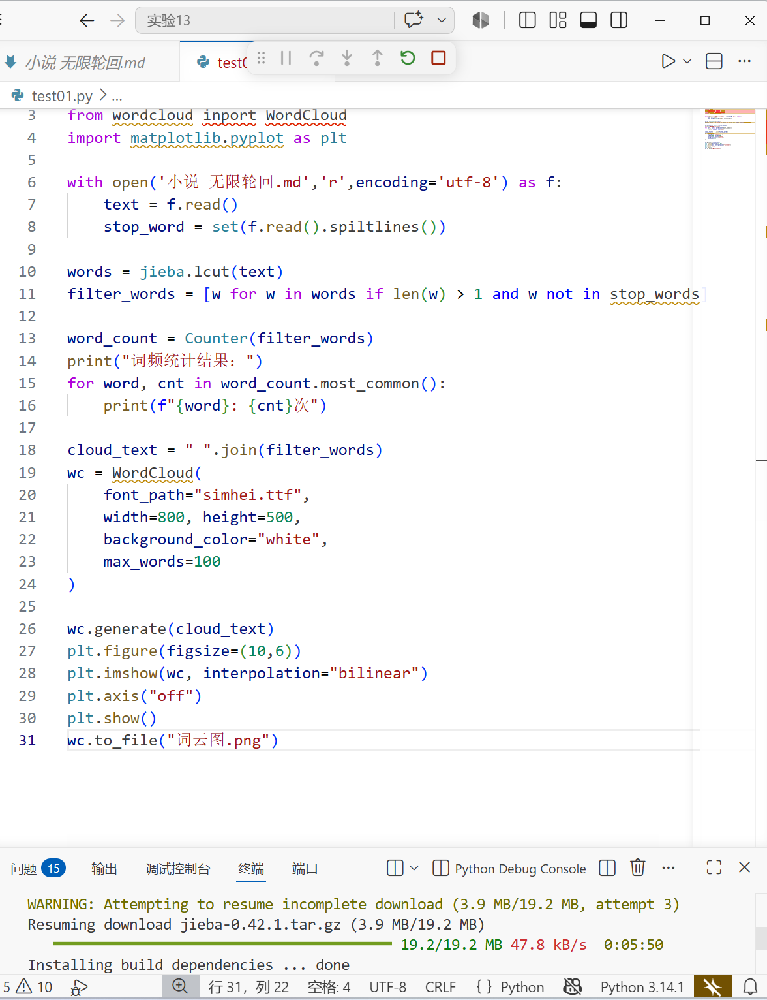 实验13
小说 无限轮回.md
test0
test01.py > ...
3 from wordcloud inport WordCloud
4 import matplotlib.pyplot as plt
5
6 with open('小说 无限轮回.md','r',encoding='utf-8') as f:
7 text = f.read()
8 stop_word = set(f.read().spiltlines())
9
10 words = jieba.lcut(text)
11 filter_words = [w for w in words if len(w) > 1 and w not in stop_words]
12
13 word_count = Counter(filter_words)
14 print("词频统计结果：")
15 for word, cnt in word_count.most_common():
16 print(f"{word}: {cnt}次")
17
18 cloud_text = " ".join(filter_words)
19 wc = WordCloud(
20 font_path="simhei.ttf",
21 width=800, height=500,
22 background_color="white",
23 max_words=100
24 )
25
26 wc.generate(cloud_text)
27 plt.figure(figsize=(10,6))
28 plt.imshow(wc, interpolation="bilinear")
29 plt.axis("off")
30 plt.show()
31 wc.to_file("词云图.png")
问题 15 输出 调试控制台 终端 端口 Python Debug Console
WARNING: Attempting to resume incomplete download (3.9 MB/19.2 MB, attempt 3)
Resuming download jieba-0.42.1.tar.gz (3.9 MB/19.2 MB)
19.2/19.2 MB 47.8 kB/s 0:05:50
Installing build dependencies ... done
5 10 行 31，列 22 空格: 4 UTF-8 CRLF { } Python Python 3.14.1